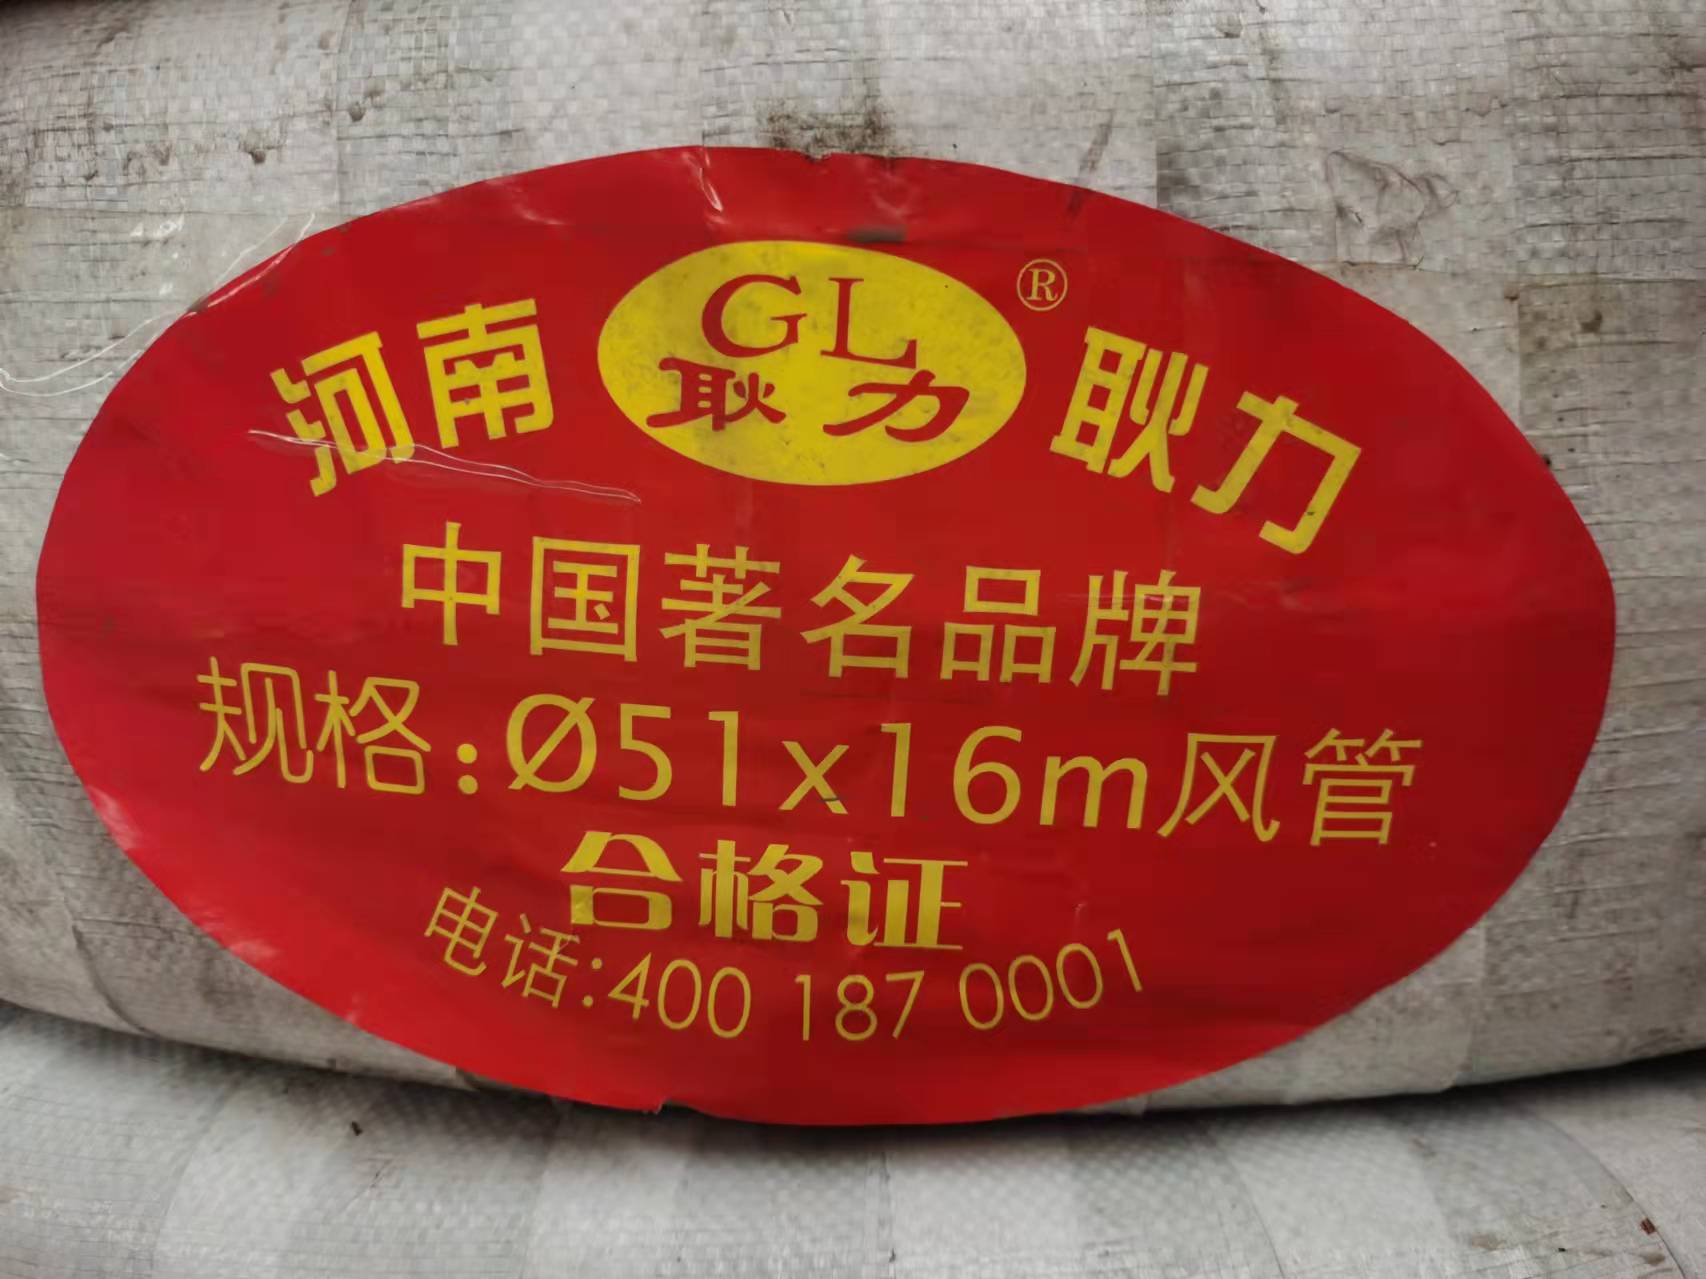 河南 GL ® 耿力
耿力
中国著名品牌
规格:Ø51x16m风管
合格证
电话:400 187 0001